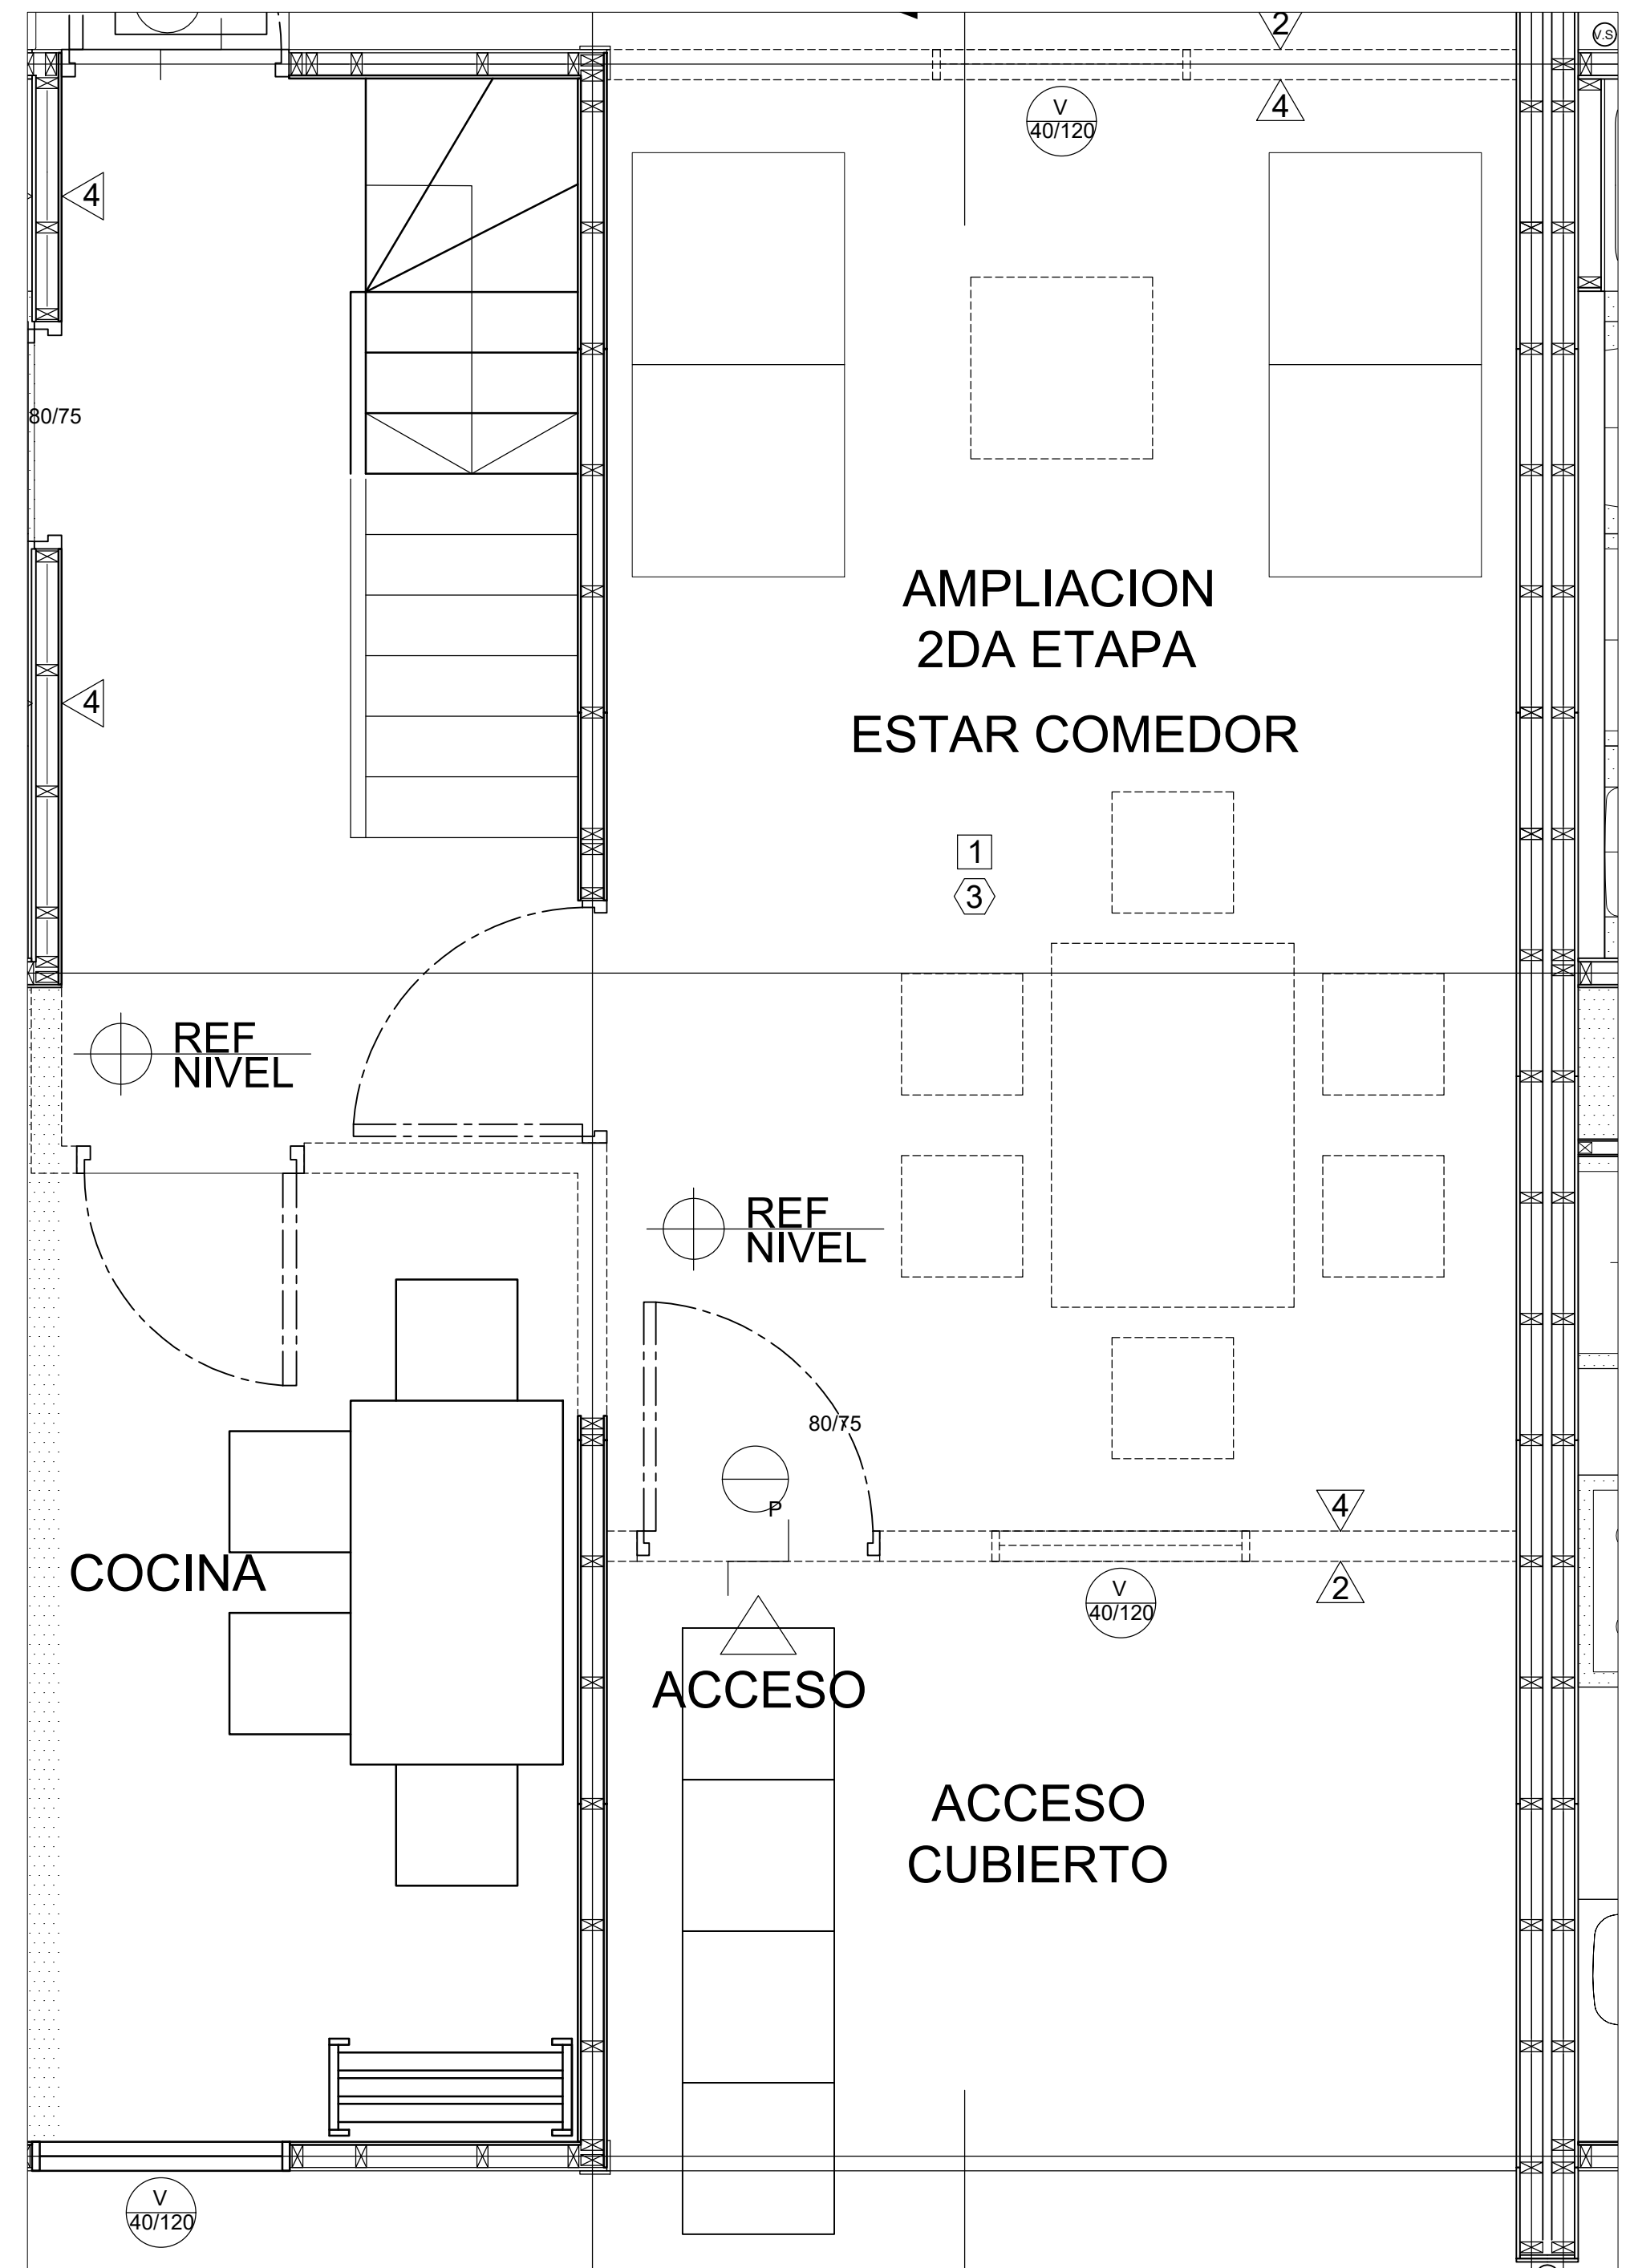 2
V.S
V
40/120
4
4
80/75
AMPLIACION
2DA ETAPA
4
ESTAR COMEDOR
1
3
REF
NIVEL
REF
NIVEL
80/75
P
4
COCINA
V
40/120
2
ACCESO
ACCESO
CUBIERTO
V
40/120